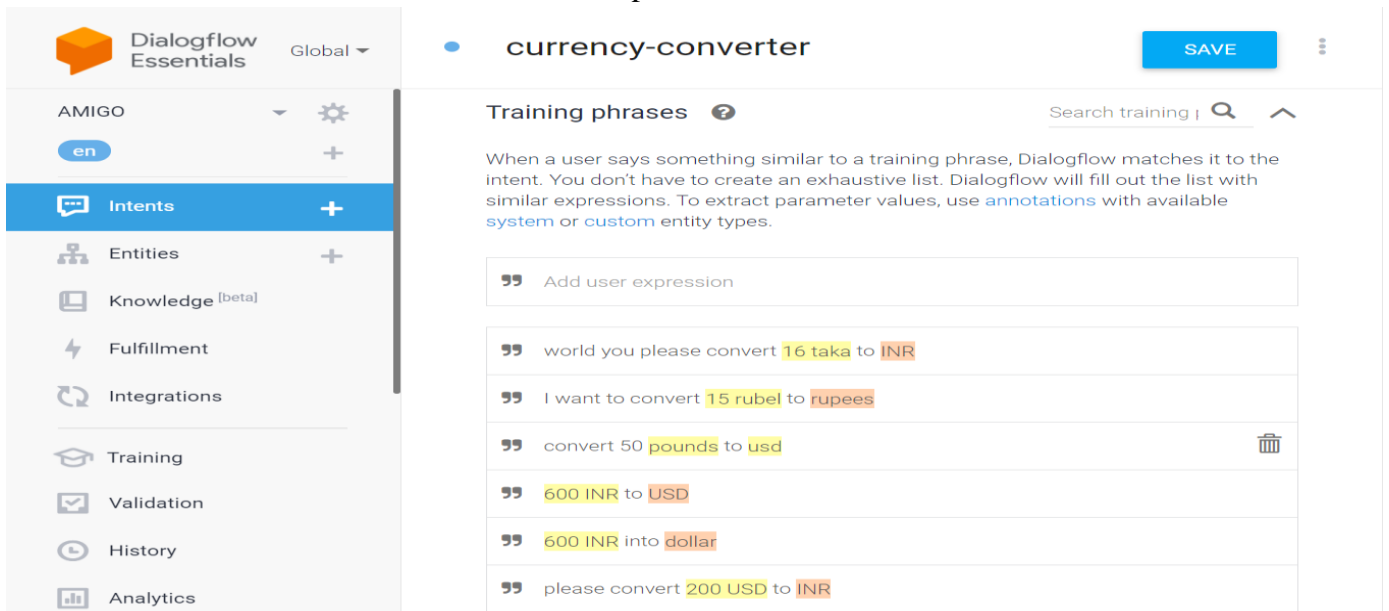 Dialogflow
Essentials
Global
currency-converter
SAVE
AMIGO
en
Intents
Entities
Knowledge [beta]
Fulfillment
Integrations
Training
Validation
History
Analytics
Training phrases
Search training
When a user says something similar to a training phrase, Dialogflow matches it to the
intent. You don't have to create an exhaustive list. Dialogflow will fill out the list with
similar expressions. To extract parameter values, use annotations with available
system or custom entity types.
Add user expression
world you please convert 16 taka to INR
I want to convert 15 rubel to rupees
convert 50 pounds to usd
600 INR to USD
600 INR into dollar
please convert 200 USD to INR